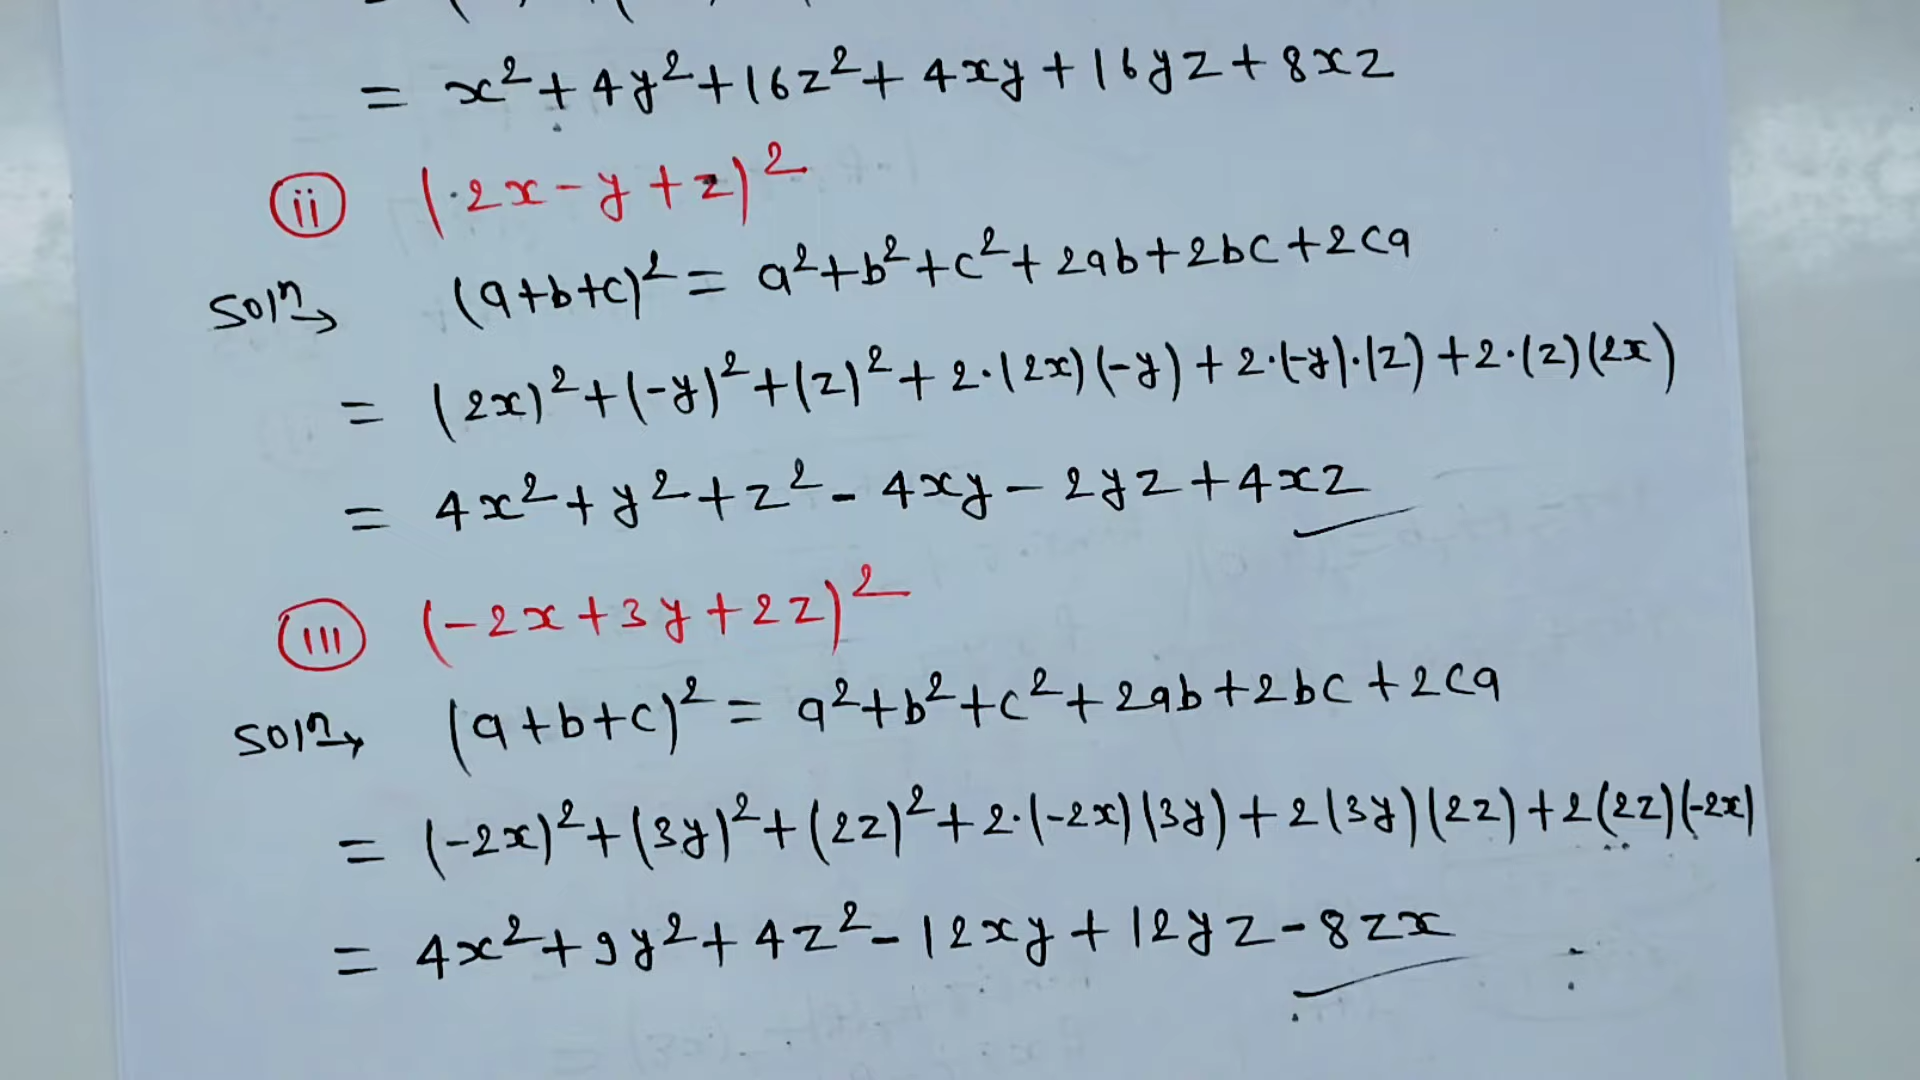 = x² + 4y² + 16z² + 4xy + 16yz + 8xz
(ii) (2x - y + z)²
Solⁿ→ (a+b+c)² = a² + b² + c² + 2ab + 2bc + 2ca
= (2x)² + (-y)² + (z)² + 2·(2x)(-y) + 2·(-y)·(z) + 2·(z)(2x)
= 4x² + y² + z² - 4xy - 2yz + 4xz
(iii) (-2x + 3y + 2z)²
Solⁿ→ (a+b+c)² = a² + b² + c² + 2ab + 2bc + 2ca
= (-2x)² + (3y)² + (2z)² + 2·(-2x)(3y) + 2(3y)(2z) + 2(2z)(-2x)
= 4x² + 9y² + 4z² - 12xy + 12yz - 8zx